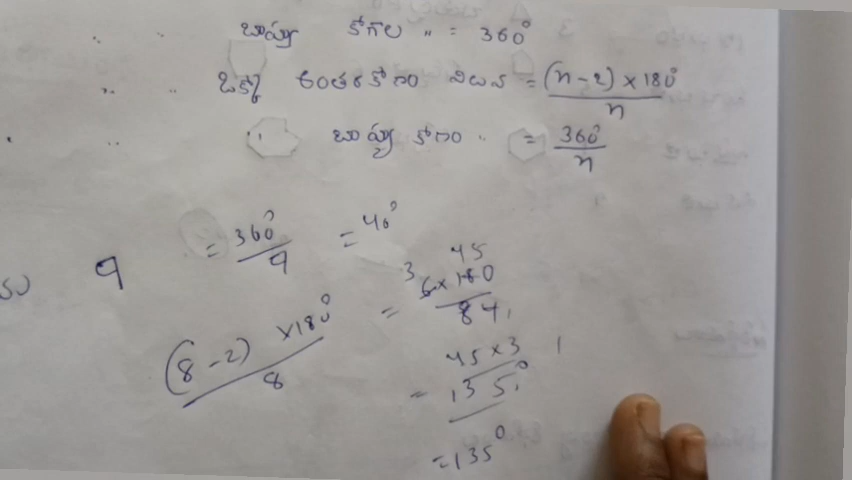 " " బాహ్య కోణాల " = 360°
" " ఒక్కో అంతరకోణం విలువ = (n-2) × 180° / n
" " బాహ్య కోణం " = 360° / n
9 = 360° / 9 = 40°
(8-2) × 180° / 8 = 6 × 180 / 8 4
3 45
= 45 × 3
135°
= 135°